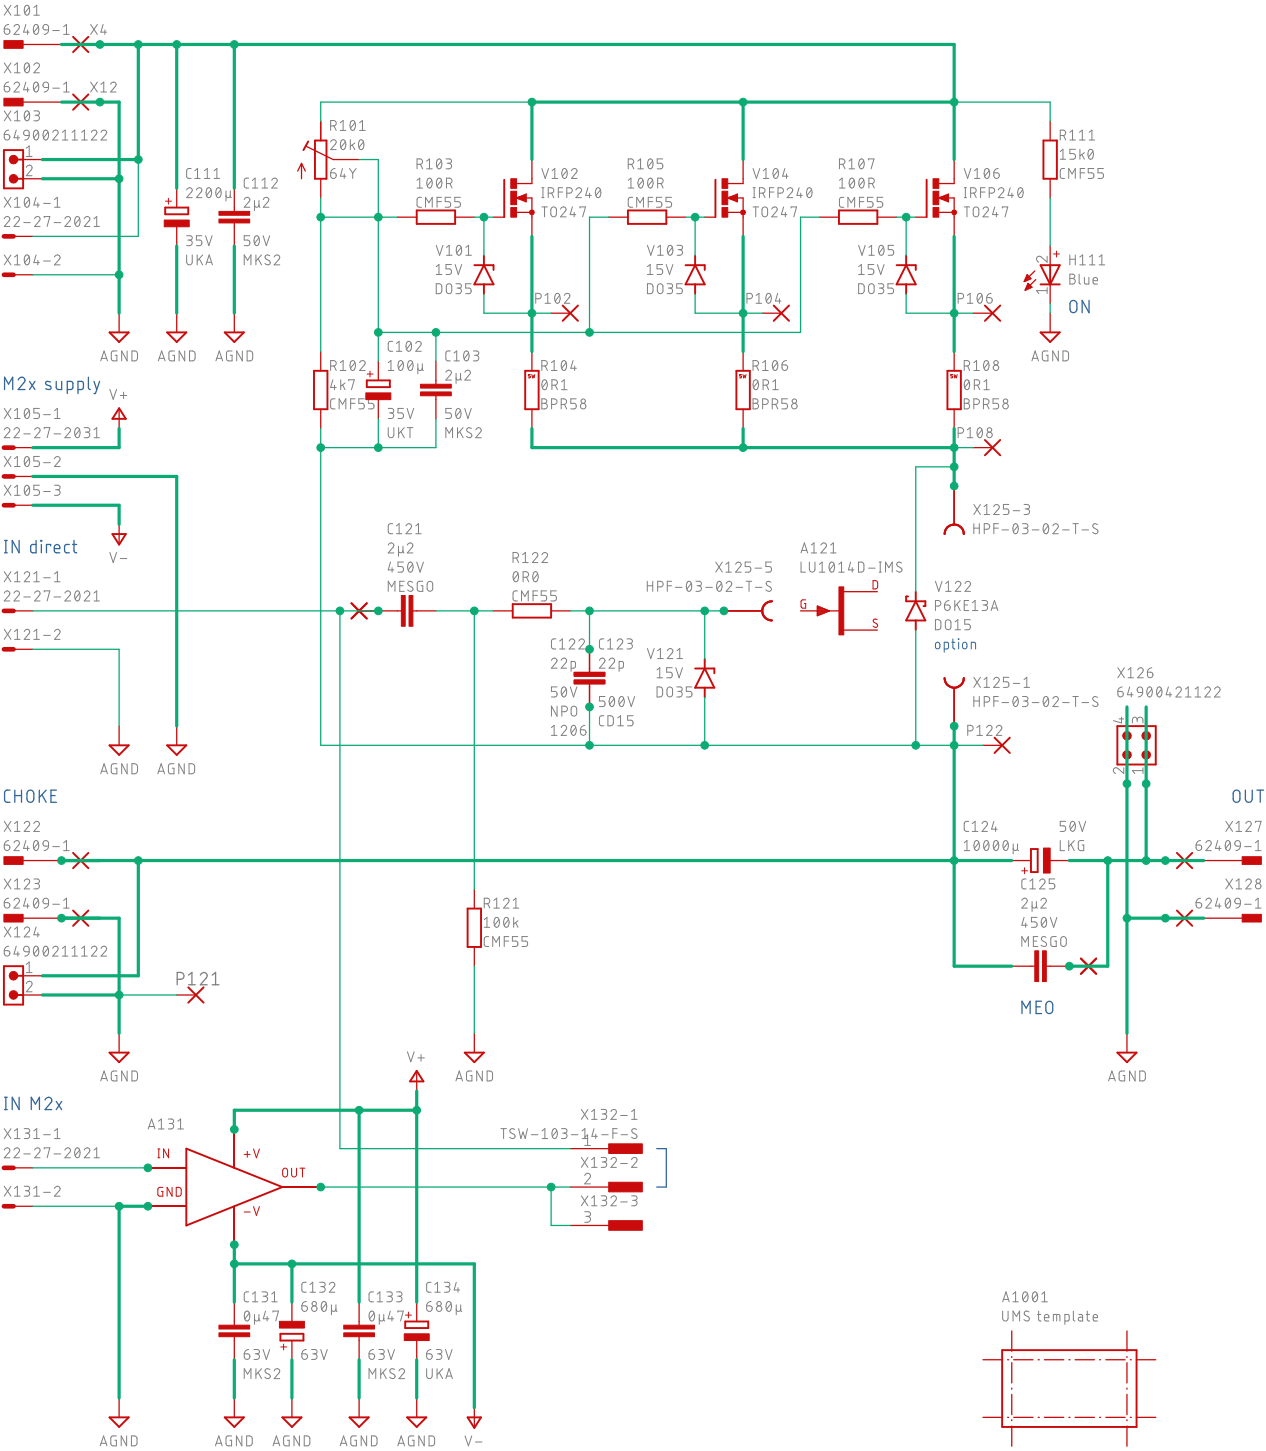 X101
62409-1 X4
X102
62409-1 X12
X103
64900211122
1
2
X104-1
22-27-2021
X104-2
AGND
C111
2200µ
+
35V
UKA
AGND
C112
2µ2
50V
MKS2
AGND
R101
20k0
64Y
R103
100R
CMF55
V102
IRFP240
TO247
V101
15V
DO35
P102
R105
100R
CMF55
V104
IRFP240
TO247
V103
15V
DO35
P104
R107
100R
CMF55
V106
IRFP240
TO247
V105
15V
DO35
P106
R111
15k0
CMF55
H111
Blue
+
2
1
ON
AGND
R102
4k7
CMF55
C102
100µ
+
35V
UKT
C103
2µ2
50V
MKS2
R104
0R1
BPR58
5W
R106
0R1
BPR58
5W
R108
0R1
BPR58
5W
P108
M2x supply
V+
X105-1
22-27-2031
X105-2
X105-3
V-
IN direct
X121-1
22-27-2021
X121-2
AGND
AGND
C121
2µ2
450V
MESGO
R122
0R0
CMF55
X125-5
HPF-03-02-T-S
A121
LU1014D-IMS
G
D
S
X125-3
HPF-03-02-T-S
V122
P6KE13A
DO15
option
C122
22p
50V
NPO
1206
C123
22p
500V
CD15
V121
15V
DO35
X125-1
HPF-03-02-T-S
P122
X126
64900421122
4
3
2
1
CHOKE
X122
62409-1
X123
62409-1
X124
64900211122
1
2
P121
AGND
R121
100k
CMF55
AGND
C124
10000µ
50V
LKG
+
C125
2µ2
450V
MESGO
MEO
OUT
X127
62409-1
X128
62409-1
AGND
IN M2x
X131-1
22-27-2021
X131-2
A131
IN
GND
+V
-V
OUT
V+
X132-1
TSW-103-14-F-S
1
X132-2
2
X132-3
3
C131
0µ47
63V
MKS2
C132
680µ
+
63V
C133
0µ47
63V
MKS2
C134
680µ
+
63V
UKA
AGND
AGND
AGND
AGND
AGND
V-
A1001
UMS template